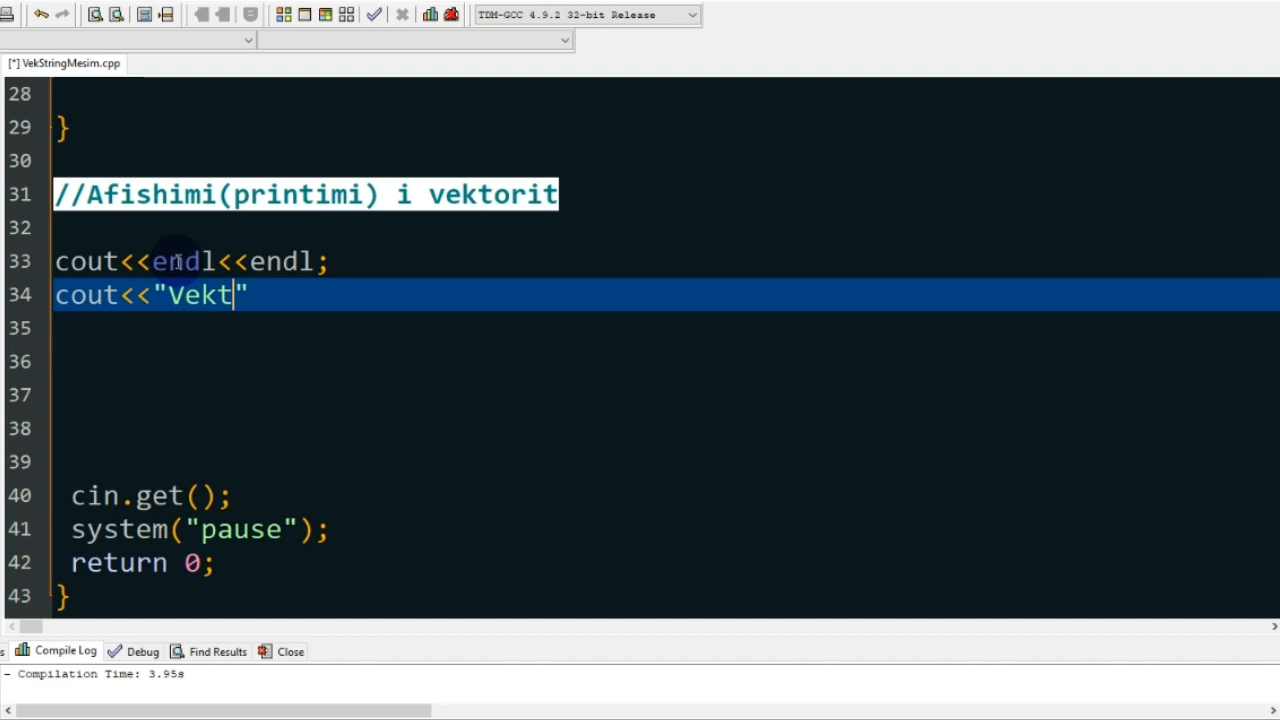 TDM-GCC 4.9.2 32-bit Release
[*] VekStringMesim.cpp
28
29 }
30
31 //Afishimi(printimi) i vektorit
32
33 cout<<endl<<endl;
34 cout<<"Vekt"
35
36
37
38
39
40 cin.get();
41 system("pause");
42 return 0;
43 }
s Compile Log Debug Find Results Close
- Compilation Time: 3.95s